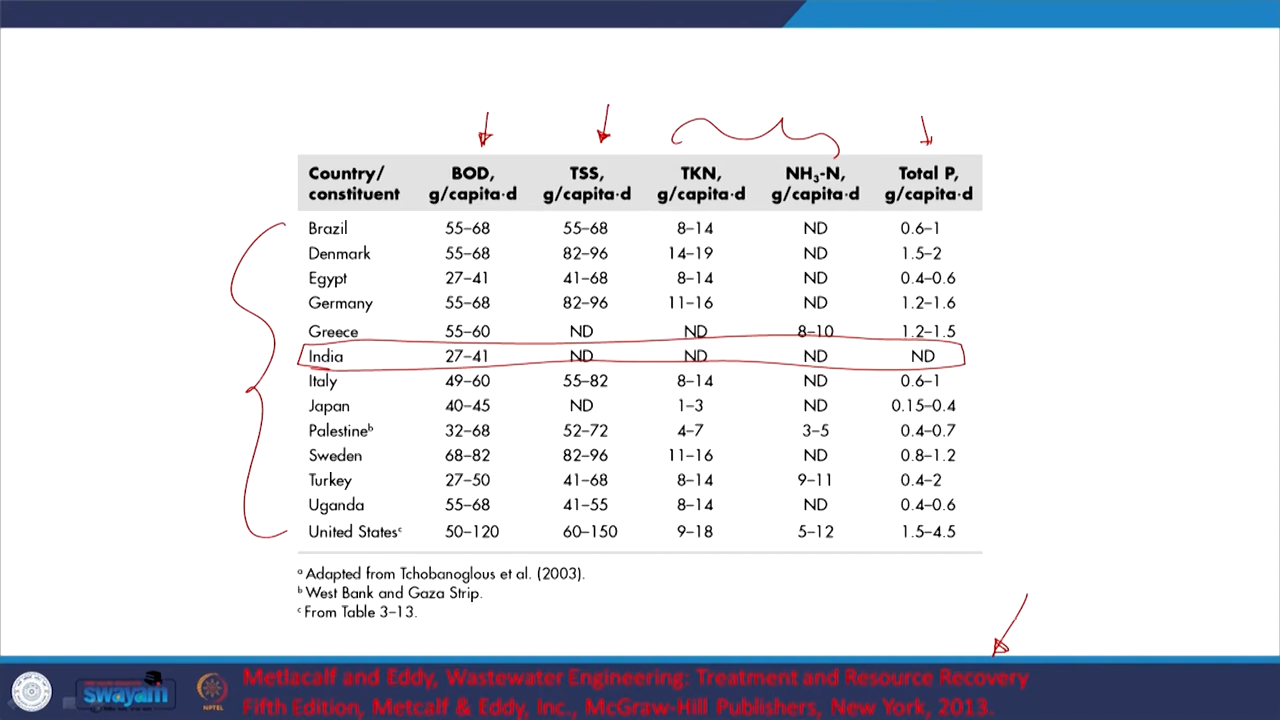 Country/ BOD, TSS, TKN, NH3-N, Total P,
constituent g/capita·d g/capita·d g/capita·d g/capita·d g/capita·d
Brazil 55–68 55–68 8–14 ND 0.6–1
Denmark 55–68 82–96 14–19 ND 1.5–2
Egypt 27–41 41–68 8–14 ND 0.4–0.6
Germany 55–68 82–96 11–16 ND 1.2–1.6
Greece 55–60 ND ND 8–10 1.2–1.5
India 27–41 ND ND ND ND
Italy 49–60 55–82 8–14 ND 0.6–1
Japan 40–45 ND 1–3 ND 0.15–0.4
Palestineb 32–68 52–72 4–7 3–5 0.4–0.7
Sweden 68–82 82–96 11–16 ND 0.8–1.2
Turkey 27–50 41–68 8–14 9–11 0.4–2
Uganda 55–68 41–55 8–14 ND 0.4–0.6
United Statesc 50–120 60–150 9–18 5–12 1.5–4.5
a Adapted from Tchobanoglous et al. (2003).
b West Bank and Gaza Strip.
c From Table 3–13.
swayam
NPTEL
Metlacalf and Eddy, Wastewater Engineering: Treatment and Resource Recovery
Fifth Edition, Metcalf & Eddy, Inc., McGraw-Hill Publishers, New York, 2013.